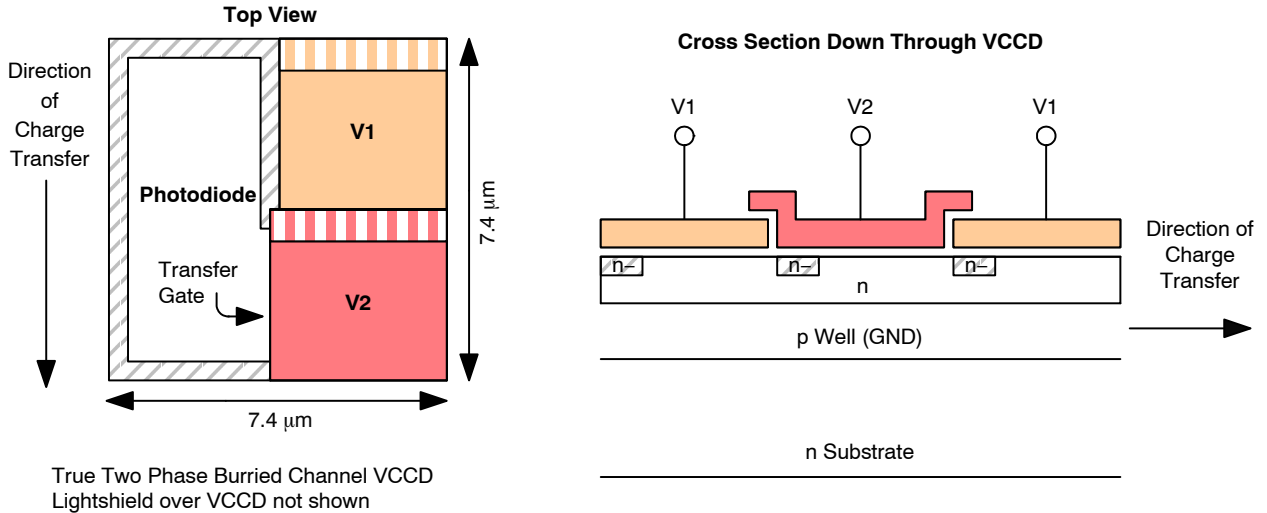 Top View
Direction
of
Charge
Transfer
V1
Photodiode
Transfer
Gate
V2
7.4 μm
7.4 μm
True Two Phase Burried Channel VCCD
Lightshield over VCCD not shown
Cross Section Down Through VCCD
V1
V2
V1
n−
n−
n−
n
p Well (GND)
n Substrate
Direction of
Charge
Transfer